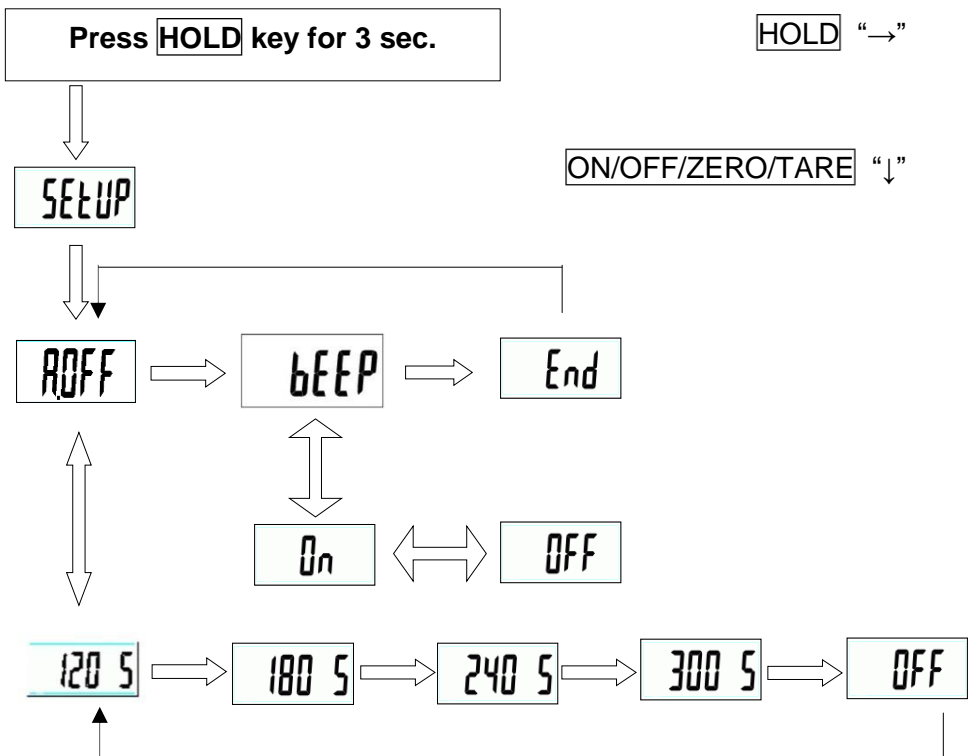 Press HOLD key for 3 sec.
HOLD “→”
ON/OFF/ZERO/TARE “↓”
SEtUP
A.OFF
bEEP
End
On
OFF
120 S
180 S
240 S
300 S
OFF